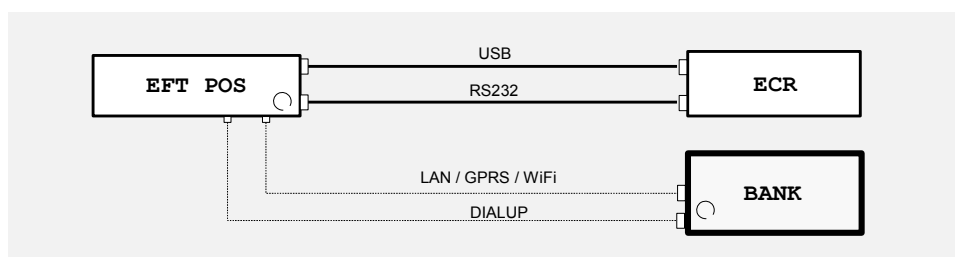 USB
EFT POS
ECR
RS232
LAN / GPRS / WiFi
BANK
DIALUP